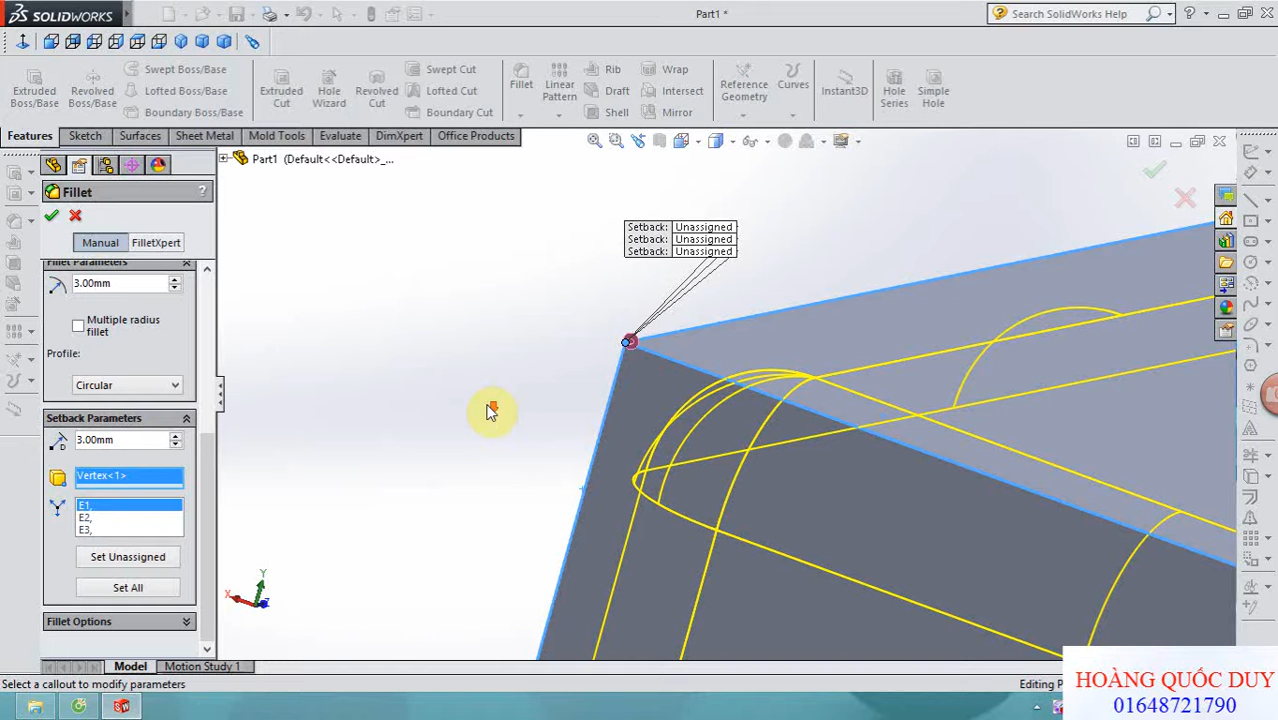 SOLIDWORKS
Part1 *
Search SolidWorks Help
Extruded Boss/Base
Revolved Boss/Base
Swept Boss/Base
Lofted Boss/Base
Boundary Boss/Base
Extruded Cut
Hole Wizard
Revolved Cut
Swept Cut
Lofted Cut
Boundary Cut
Fillet
Linear Pattern
Rib
Draft
Shell
Wrap
Intersect
Mirror
Reference Geometry
Curves
Instant3D
Hole Series
Simple Hole
Features
Sketch
Surfaces
Sheet Metal
Mold Tools
Evaluate
DimXpert
Office Products
Part1 (Default<<Default>_...
Fillet
?
Manual
FilletXpert
Fillet Parameters
3.00mm
Multiple radius
fillet
Profile:
Circular
Setback Parameters
3.00mm
Vertex<1>
E1,
E2,
E3,
Set Unassigned
Set All
Fillet Options
Setback: Unassigned
Setback: Unassigned
Setback: Unassigned
Y
X
Z
Model
Motion Study 1
Select a callout to modify parameters
Editing P
HOÀNG QUỐC DUY
01648721790